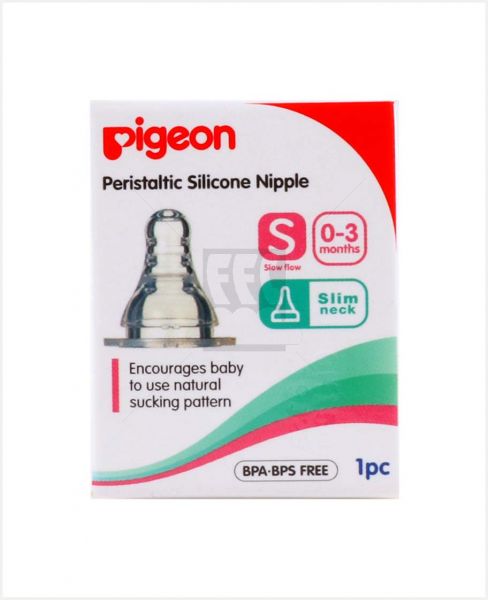 pigeon
Peristaltic Silicone Nipple
S
Slow flow
0-3
months
Slim
neck
Encourages baby
to use natural
sucking pattern
BPA·BPS FREE
1pc